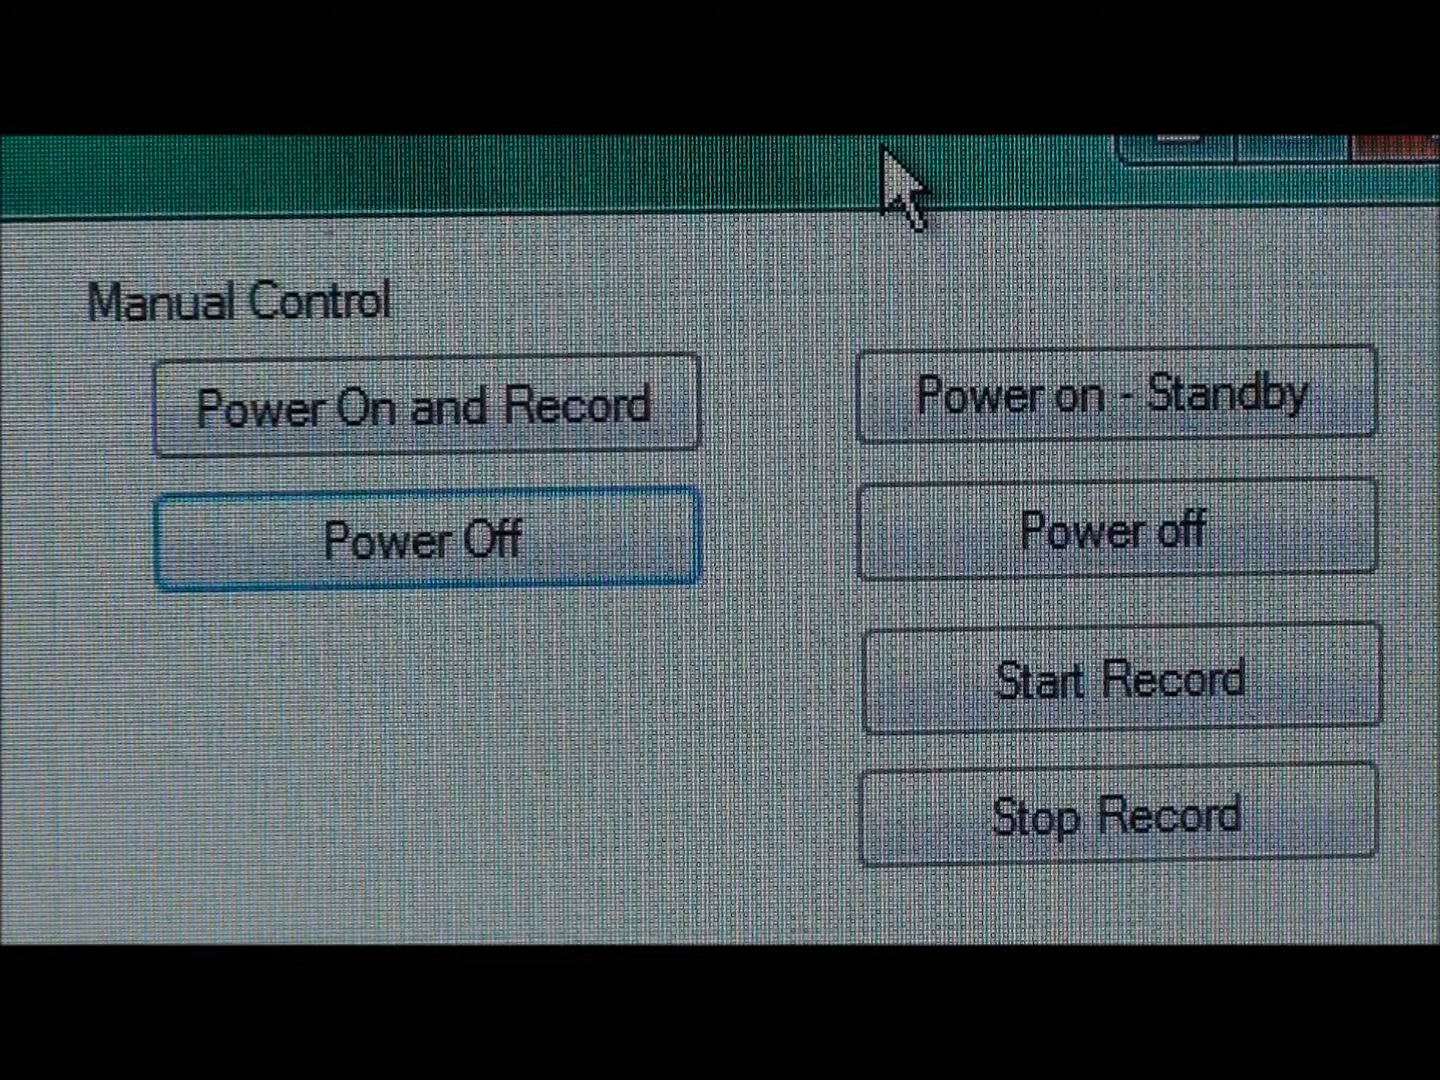 Manual Control
Power On and Record
Power on - Standby
Power Off
Power off
Start Record
Stop Record